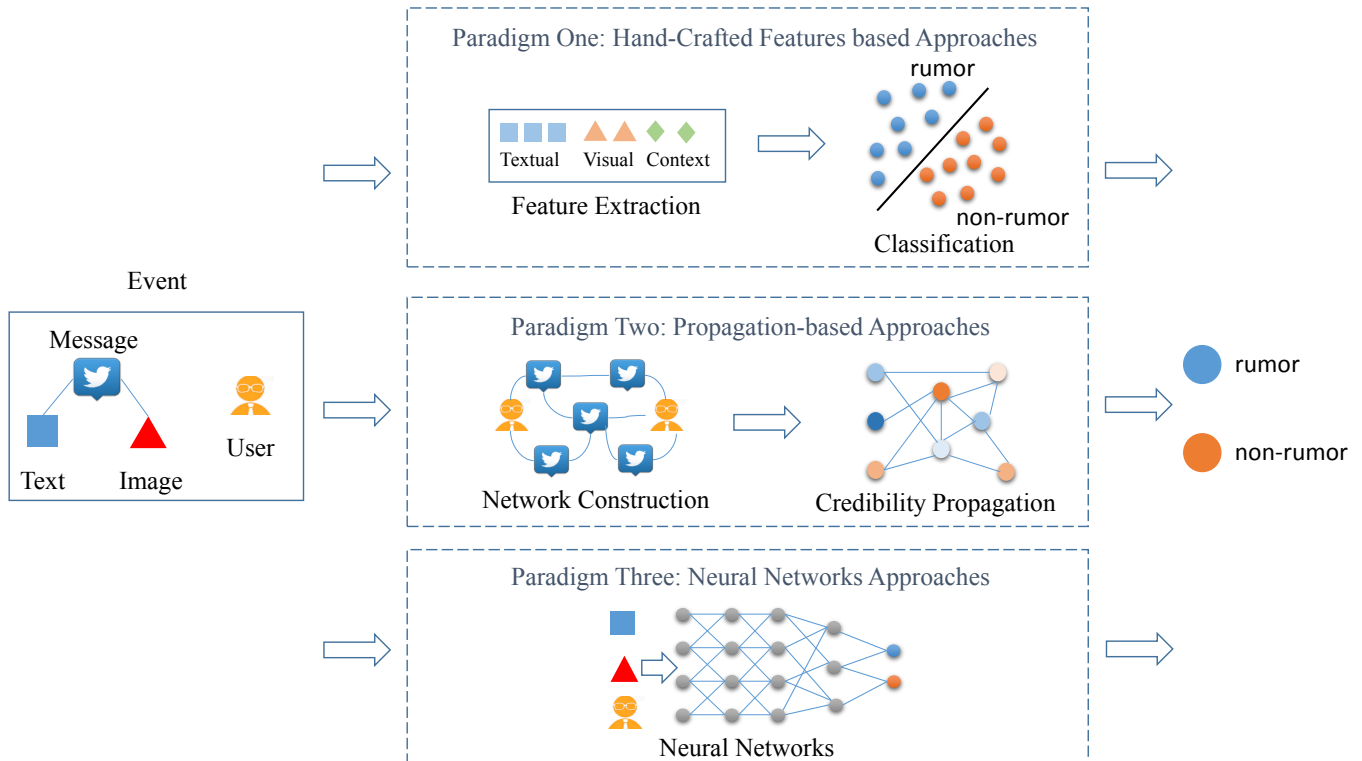 Paradigm One: Hand-Crafted Features based Approaches
rumor
Textual Visual Context
Feature Extraction
non-rumor
Classification
Event
Message
Text
Image
User
Paradigm Two: Propagation-based Approaches
Network Construction
Credibility Propagation
rumor
non-rumor
Paradigm Three: Neural Networks Approaches
Neural Networks